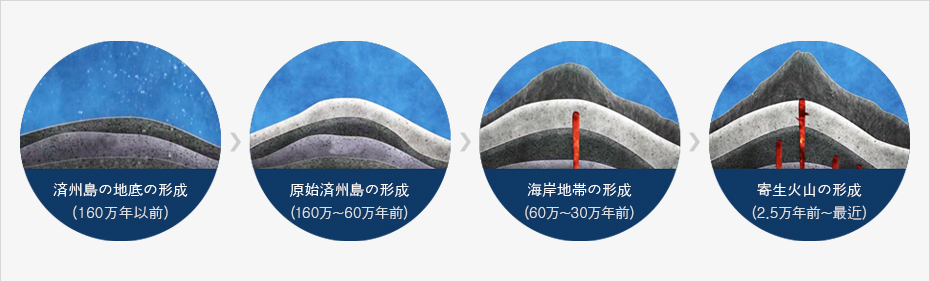 済州島の地底の形成
(160万年以前)
原始済州島の形成
(160万~60万年前)
海岸地帯の形成
(60万~30万年前)
寄生火山の形成
(2.5万年前~最近)